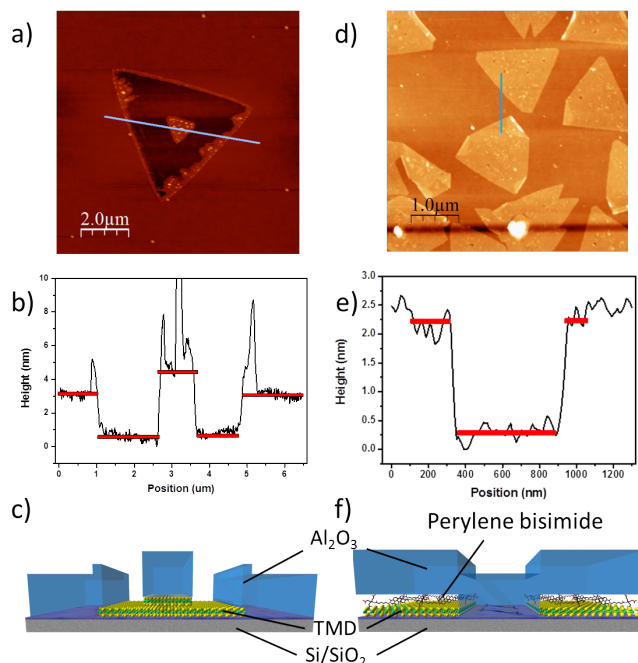 a)
2.0µm
d)
1.0µm
b)
Height (nm)
10
8
6
4
2
0
0 1 2 3 4 5 6
Position (um)
e)
Height (nm)
3.0
2.5
2.0
1.5
1.0
0.5
0.0
0 200 400 600 800 1000 1200
Position (nm)
c)
f)
Perylene bisimide
Al₂O₃
TMD
Si/SiO₂